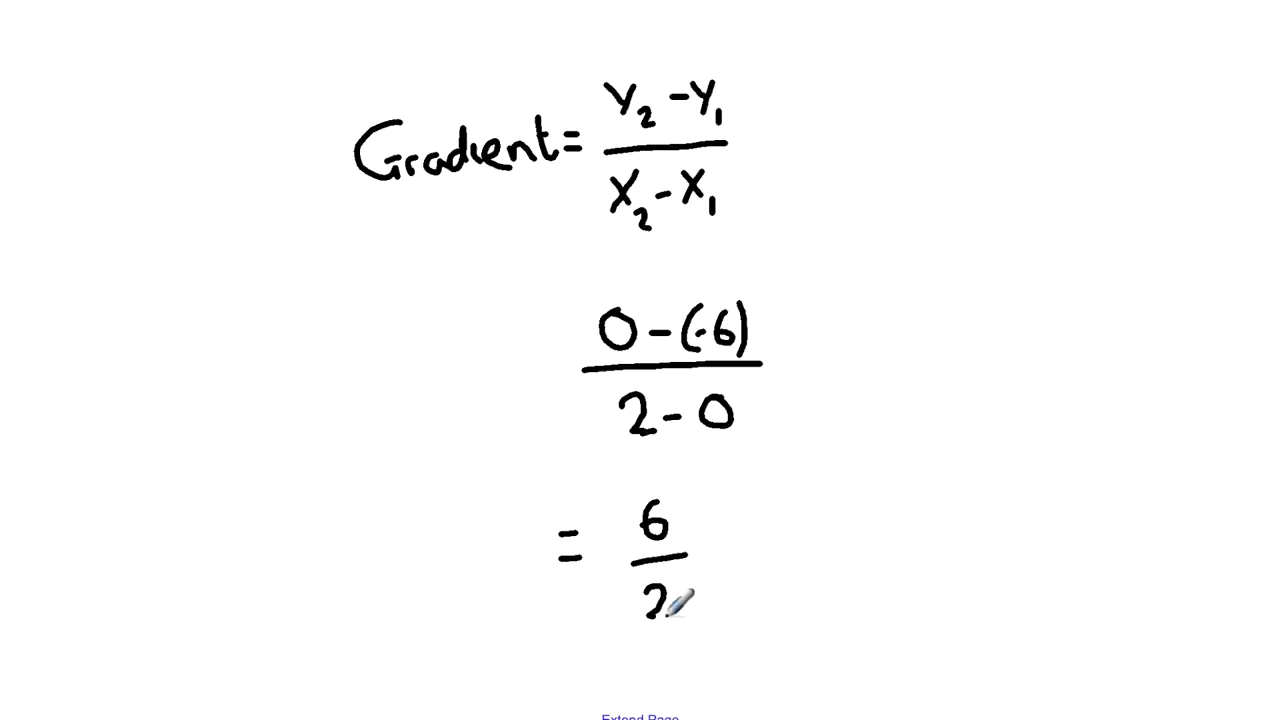 Gradient = Y₂ - Y₁
X₂ - X₁
0 - (-6)
2 - 0
= 6
2
Extend Page